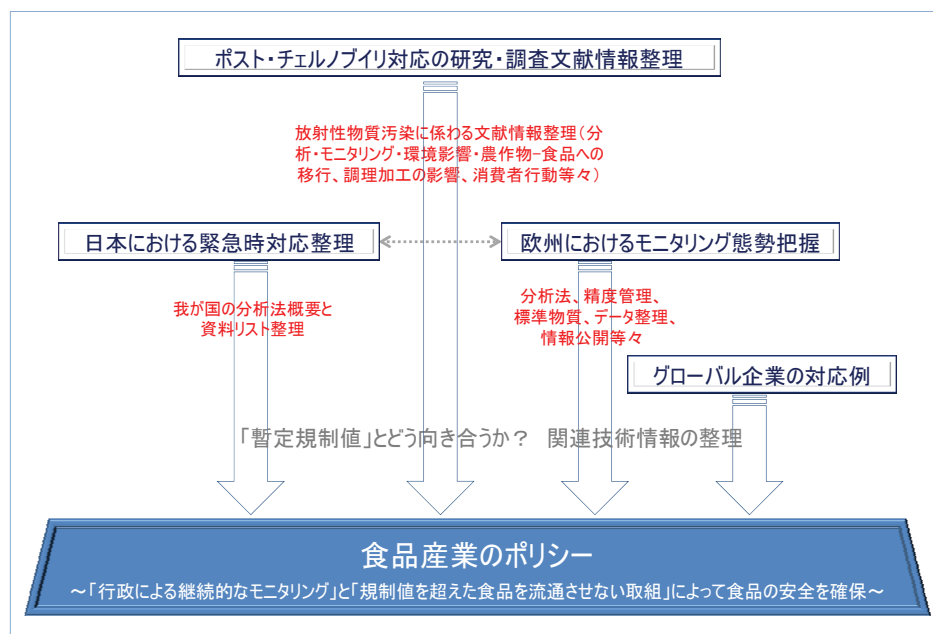 ポスト・チェルノブイリ対応の研究・調査文献情報整理
放射性物質汚染に係わる文献情報整理(分
析・モニタリング・環境影響・農作物−食品への
移行、調理加工の影響、消費者行動等々)
日本における緊急時対応整理
欧州におけるモニタリング態勢把握
我が国の分析法概要と
資料リスト整理
分析法、精度管理、
標準物質、データ整理、
情報公開等々
グローバル企業の対応例
「暫定規制値」とどう向き合うか? 関連技術情報の整理
食品産業のポリシー
~「行政による継続的なモニタリング」と「規制値を超えた食品を流通させない取組」によって食品の安全を確保~